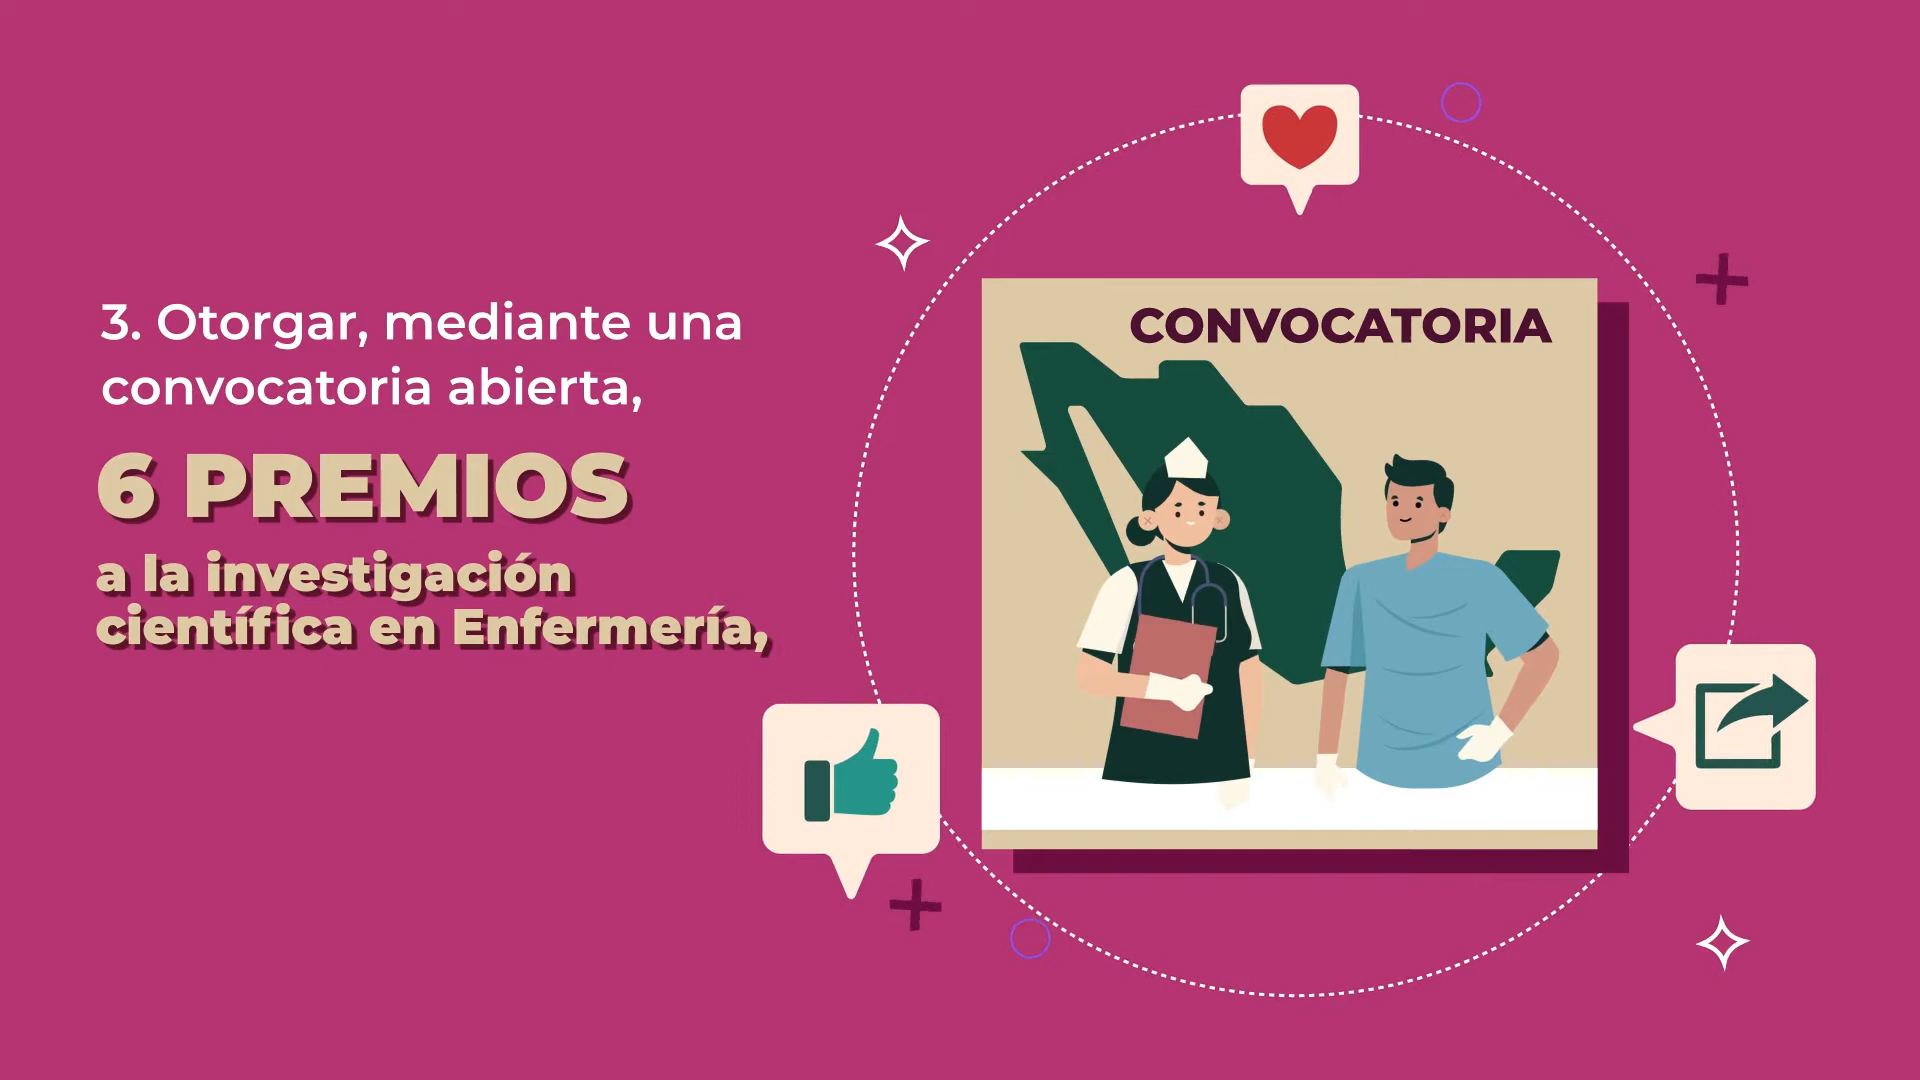 3. Otorgar, mediante una
convocatoria abierta,
6 PREMIOS
a la investigación
científica en Enfermería,
CONVOCATORIA